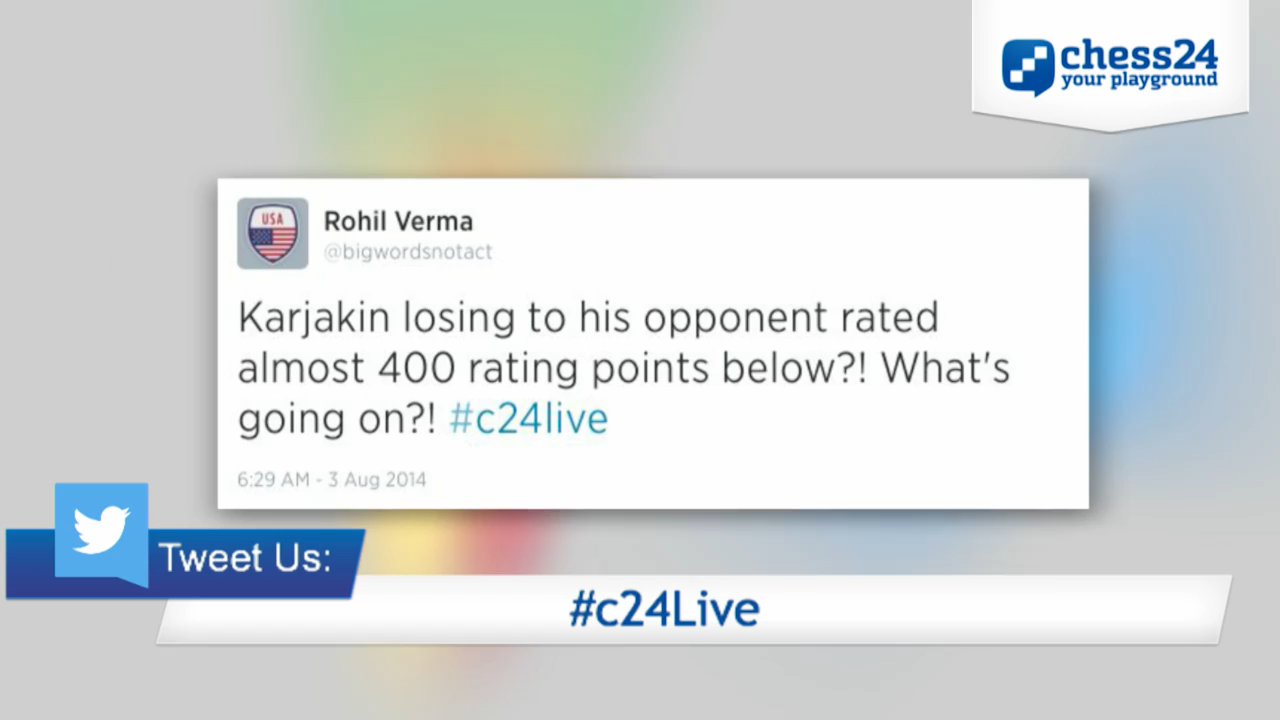 chess24
your playground
USA
Rohil Verma
@bigwordsnotact
Karjakin losing to his opponent rated
almost 400 rating points below?! What's
going on?! #c24live
6:29 AM - 3 Aug 2014
Tweet Us:
#c24Live